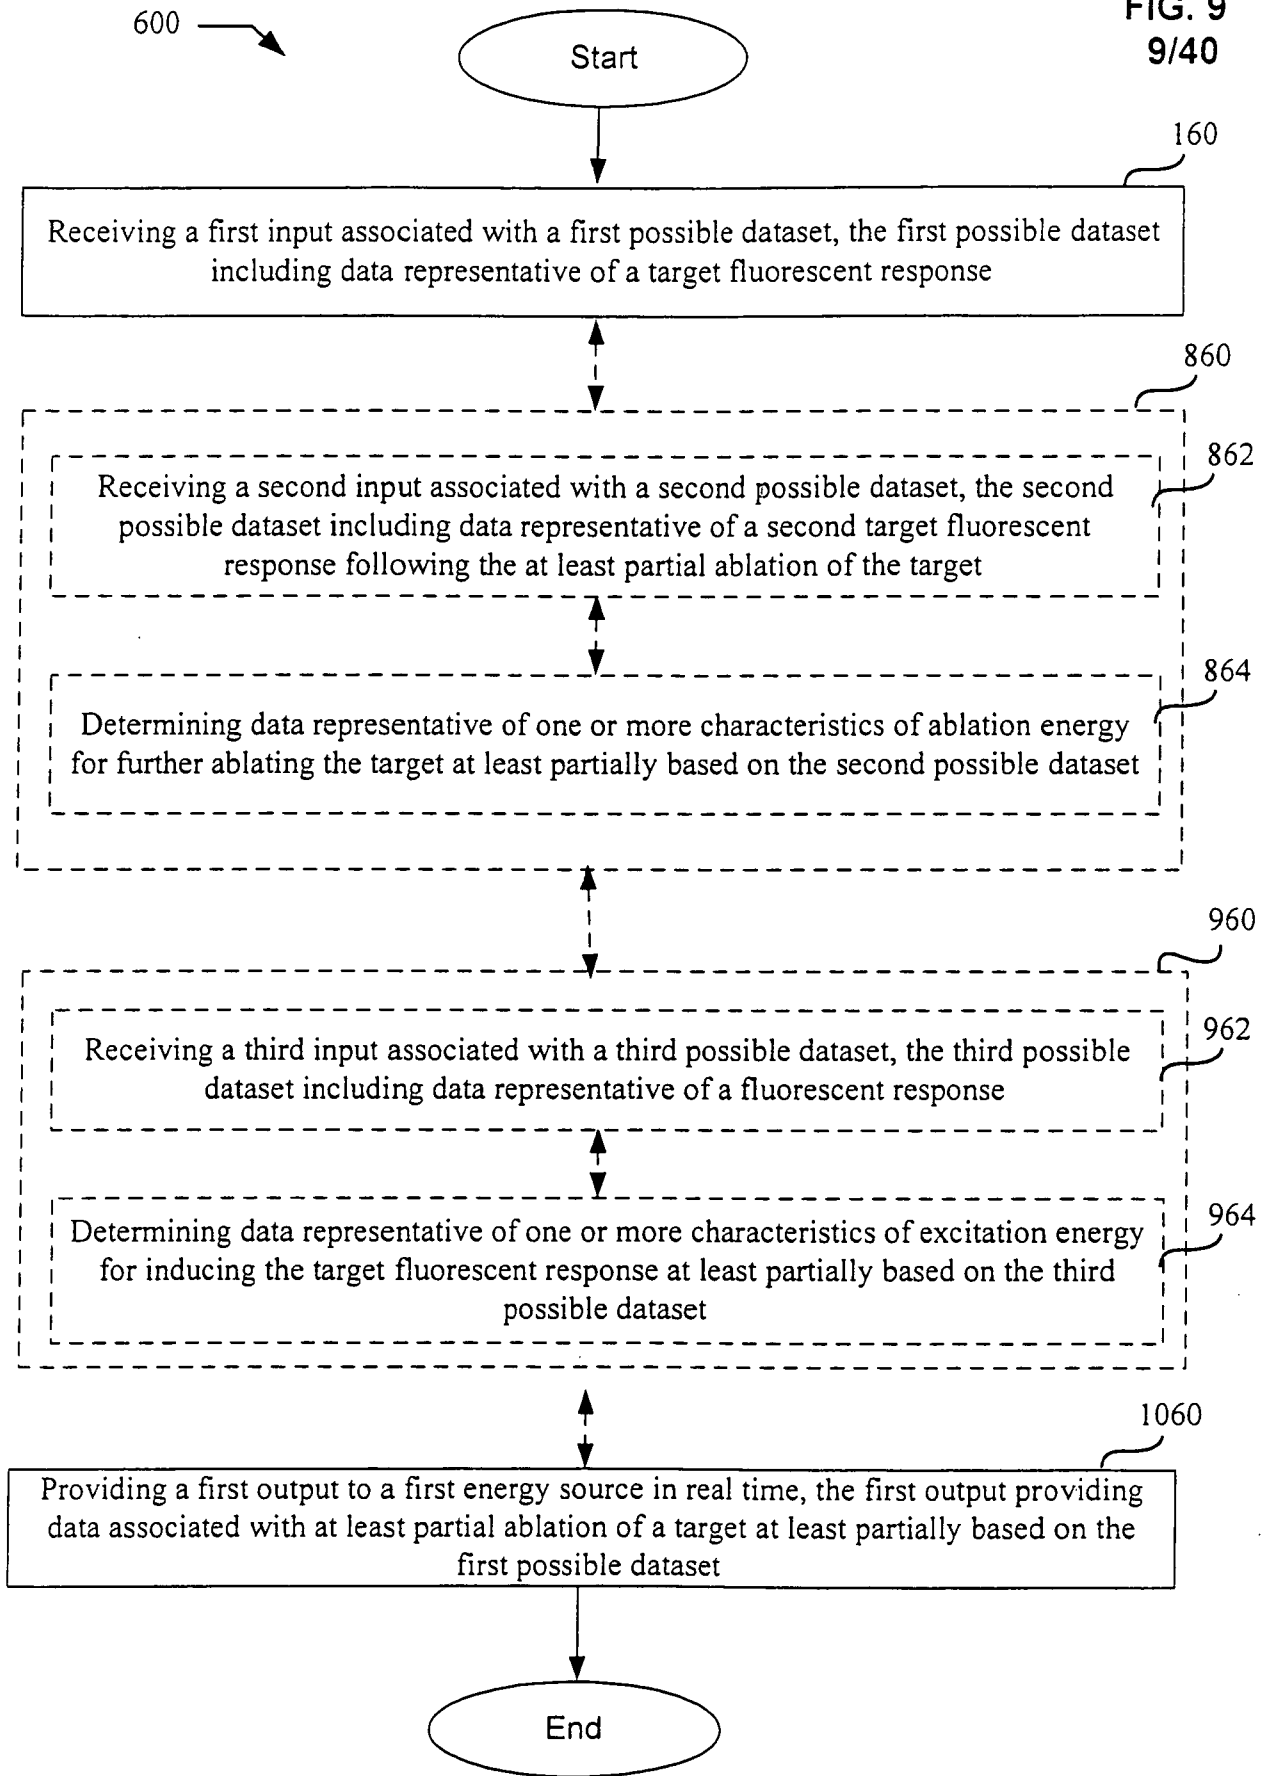 FIG. 9
9/40
600
Start
160
Receiving a first input associated with a first possible dataset, the first possible dataset
including data representative of a target fluorescent response
860
862
Receiving a second input associated with a second possible dataset, the second
possible dataset including data representative of a second target fluorescent
response following the at least partial ablation of the target
864
Determining data representative of one or more characteristics of ablation energy
for further ablating the target at least partially based on the second possible dataset
960
962
Receiving a third input associated with a third possible dataset, the third possible
dataset including data representative of a fluorescent response
964
Determining data representative of one or more characteristics of excitation energy
for inducing the target fluorescent response at least partially based on the third
possible dataset
1060
Providing a first output to a first energy source in real time, the first output providing
data associated with at least partial ablation of a target at least partially based on the
first possible dataset
End